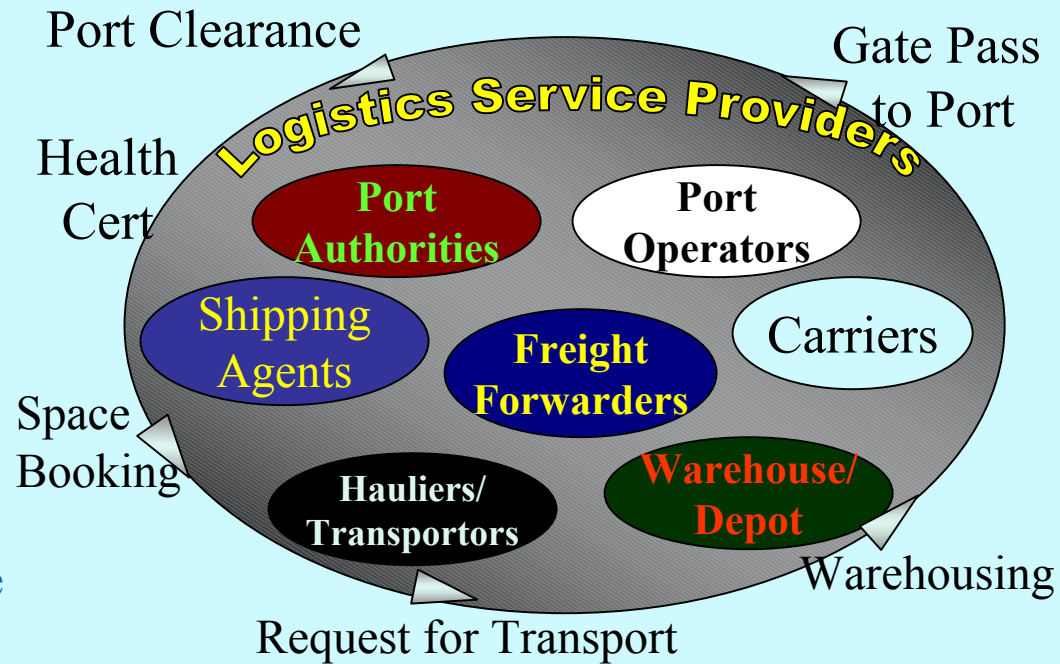 Port Clearance
Gate Pass
to Port
Logistics Service Providers
Health
Cert
Port
Authorities
Port
Operators
Shipping
Agents
Freight
Forwarders
Carriers
Space
Booking
Hauliers/
Transportors
Warehouse/
Depot
Warehousing
Request for Transport